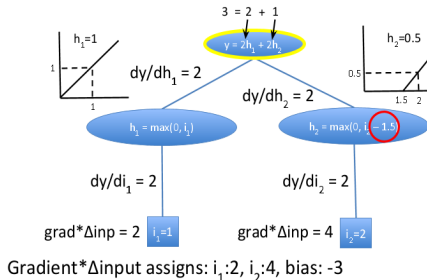 3 = 2 + 1
h₁=1
y = 2h₁ + 2h₂
h₂=0.5
1
1
0.5
1.5 2
dy/dh₁ = 2
dy/dh₂ = 2
h₁ = max(0, i₁)
h₂ = max(0, i₂ – 1.5)
dy/di₁ = 2
dy/di₂ = 2
grad*Δinp = 2
i₁=1
grad*Δinp = 4
i₂=2
Gradient*Δinput assigns: i₁:2, i₂:4, bias: -3